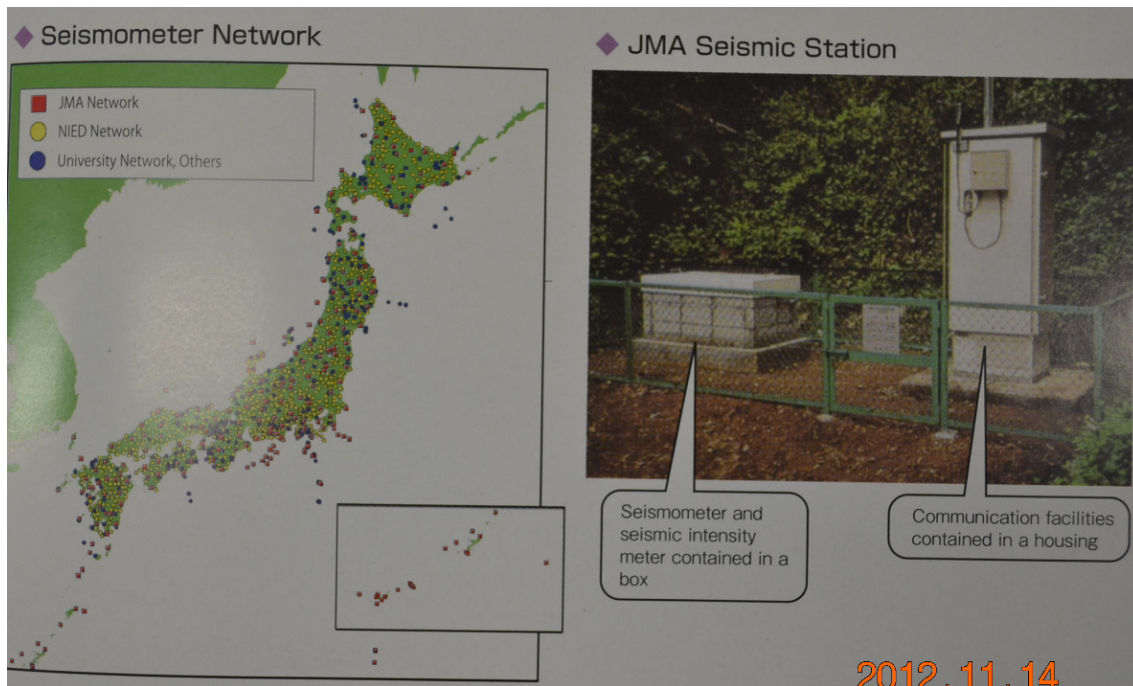 ◆ Seismometer Network
JMA Network
NIED Network
University Network, Others
◆ JMA Seismic Station
Seismometer and
seismic intensity
meter contained in a
box
Communication facilities
contained in a housing
2012.11.14